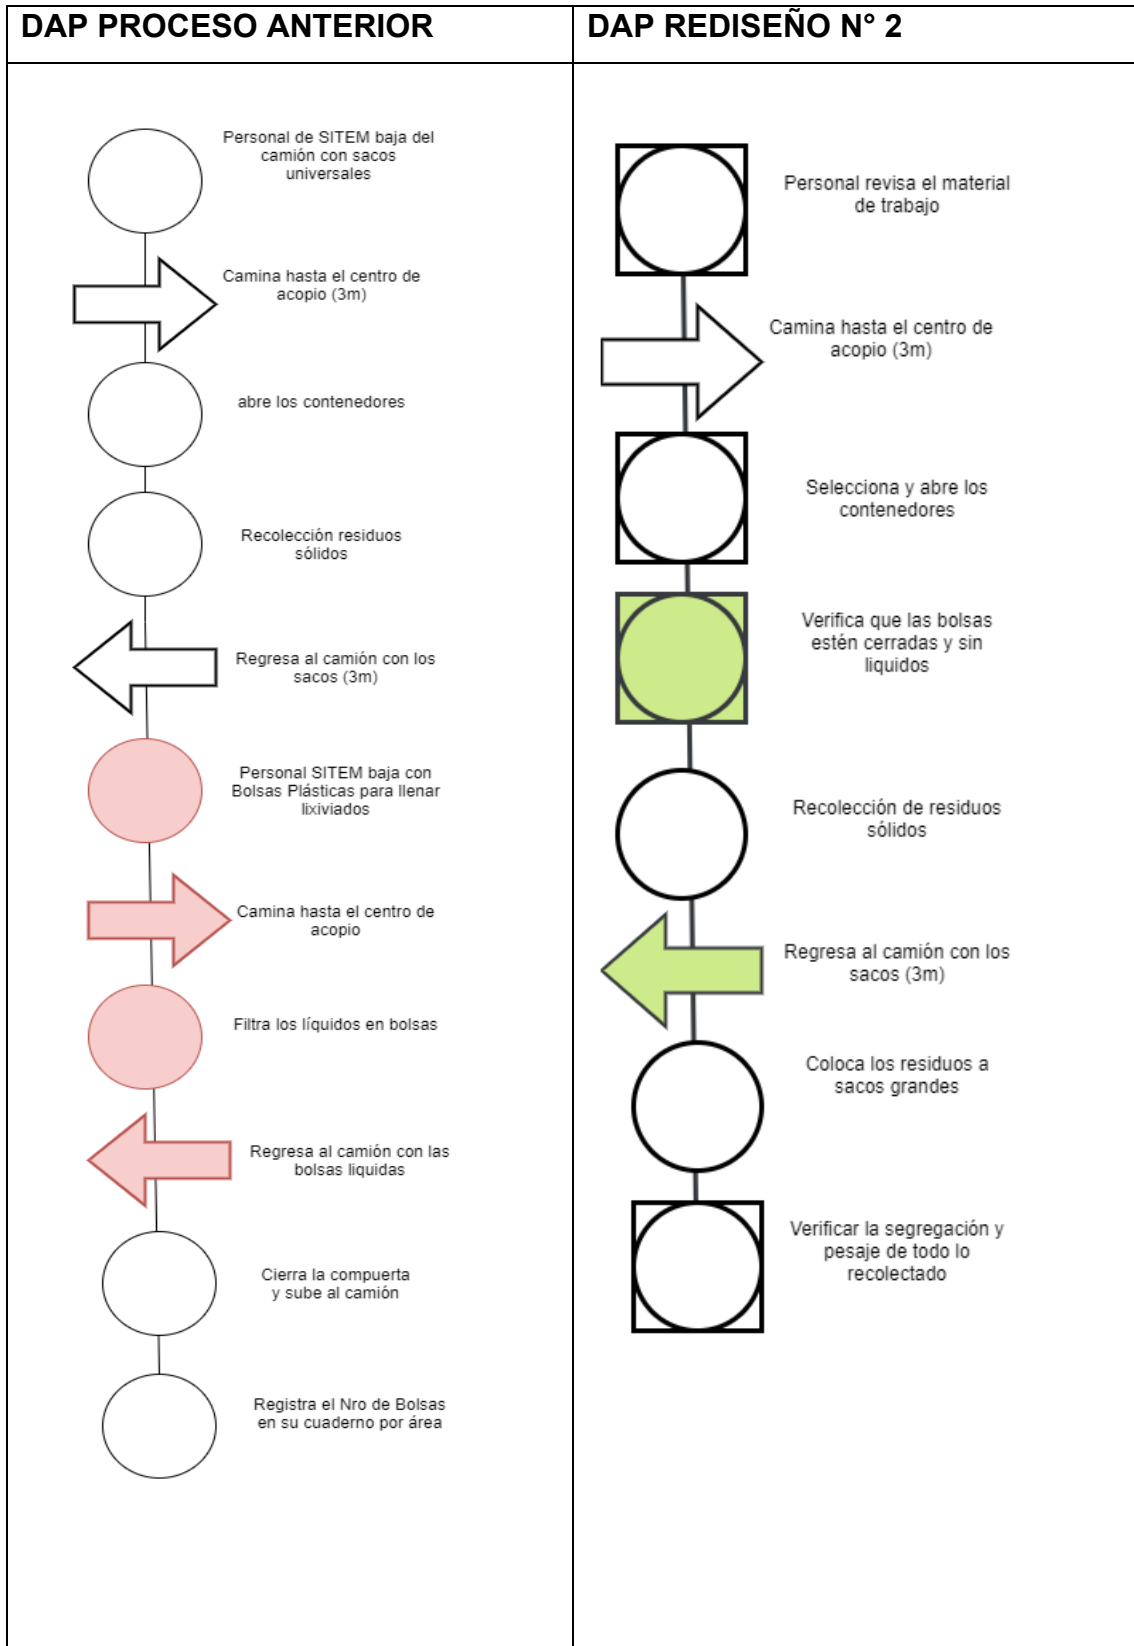 DAP PROCESO ANTERIOR
Personal de SITEM baja del
camión con sacos
universales
Camina hasta el centro de
acopio (3m)
abre los contenedores
Recolección residuos
sólidos
Regresa al camión con los
sacos (3m)
Personal SITEM baja con
Bolsas Plásticas para llenar
lixiviados
Camina hasta el centro de
acopio
Filtra los líquidos en bolsas
Regresa al camión con las
bolsas liquidas
Cierra la compuerta
y sube al camión
Registra el Nro de Bolsas
en su cuaderno por área
DAP REDISEÑO N° 2
Personal revisa el material
de trabajo
Camina hasta el centro de
acopio (3m)
Selecciona y abre los
contenedores
Verifica que las bolsas
estén cerradas y sin
liquidos
Recolección de residuos
sólidos
Regresa al camión con los
sacos (3m)
Coloca los residuos a
sacos grandes
Verificar la segregación y
pesaje de todo lo
recolectado